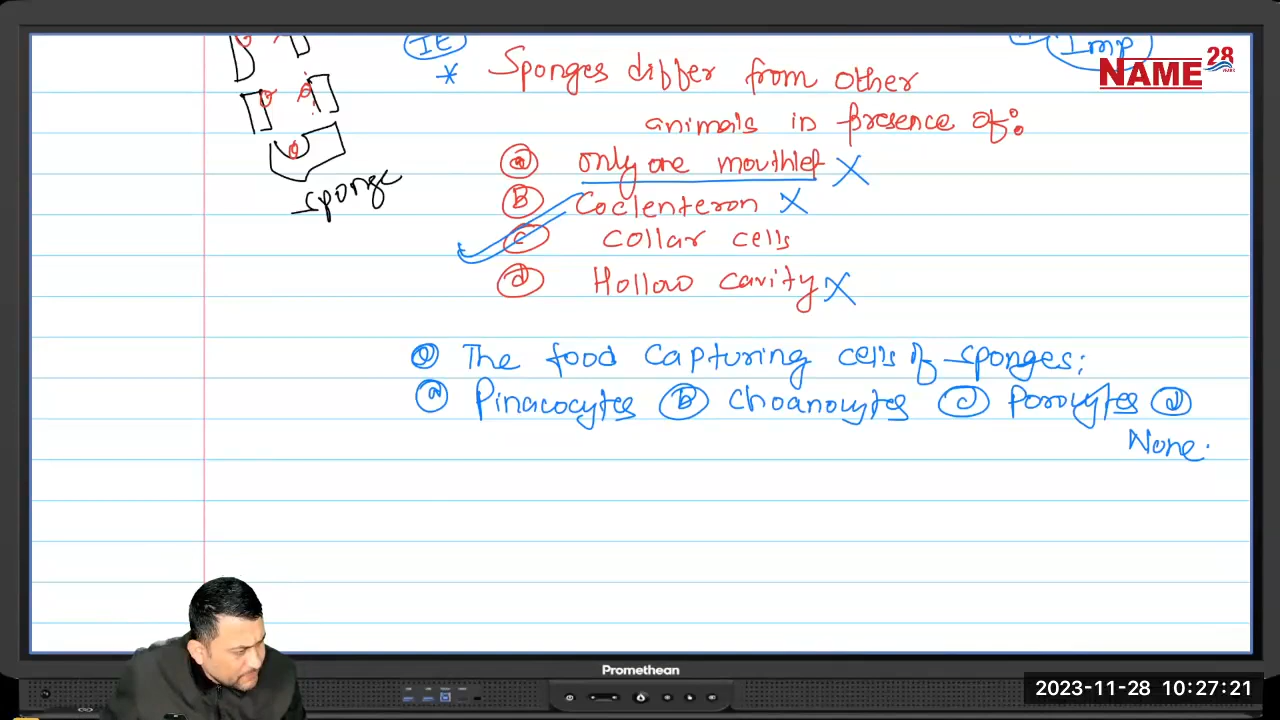 IE
Imp
NAME 28
* Sponges differ from other
animals in presence of:
a only one mouthlet X
B Coclenteron X
c Collar cells
d Hollow cavity X
sponge
Q The food capturing cells of sponges;
a Pinacocytes B Choanocytes c Porocytes d
None.
Promethean
2023-11-28 10:27:21